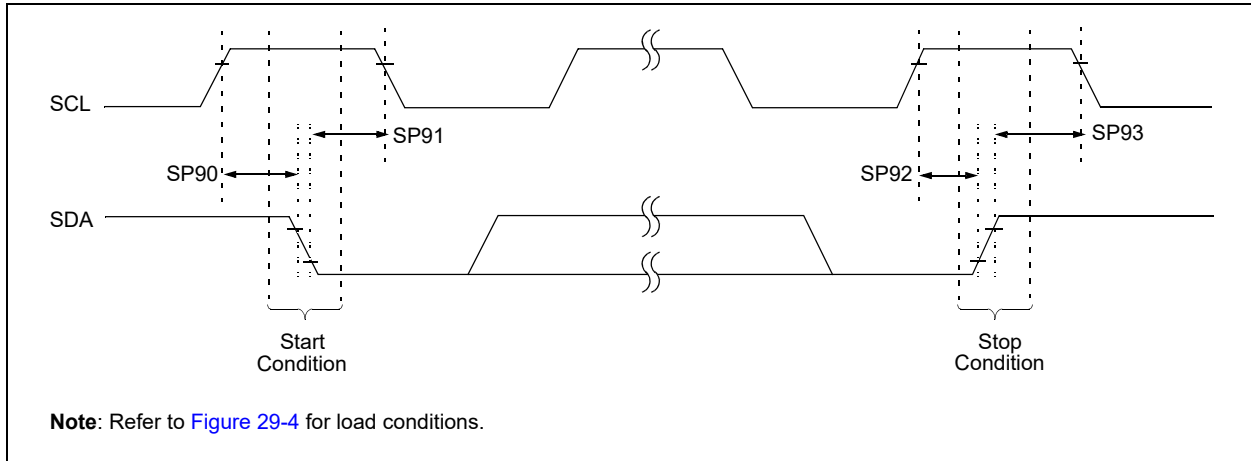 SCL
SP91
SP93
SP90
SP92
SDA
Start
Condition
Stop
Condition
Note: Refer to Figure 29-4 for load conditions.